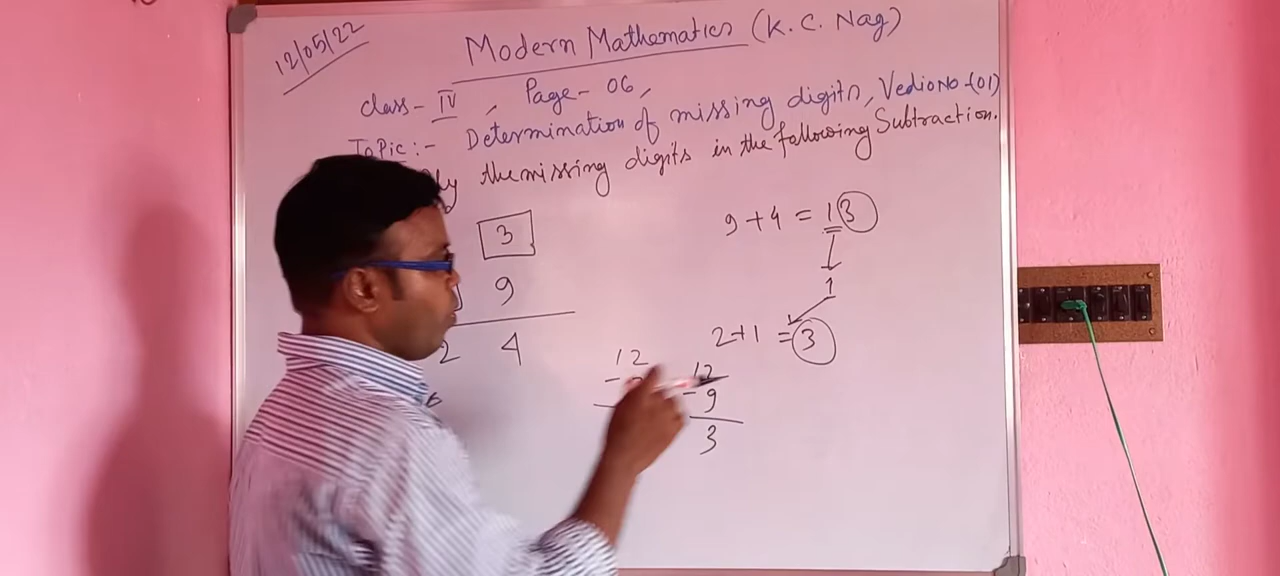 12/05/22
Modern Mathematics (K. C. Nag)
Class- IV, Page- 06,
Topic:- Determination of missing digits, Vedio No-(01)
the missing digits in the following Subtraction.
3
9
2 4
9 + 4 = 13
1
2 + 1 = 3
12
-
12
- 9
3